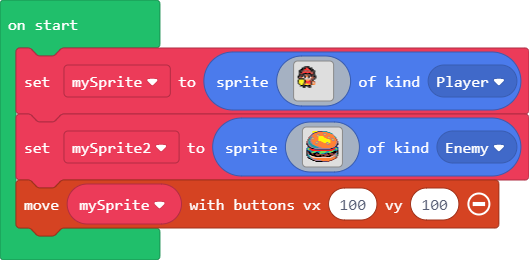 on start
set mySprite to sprite of kind Player
set mySprite2 to sprite of kind Enemy
move mySprite with buttons vx 100 vy 100